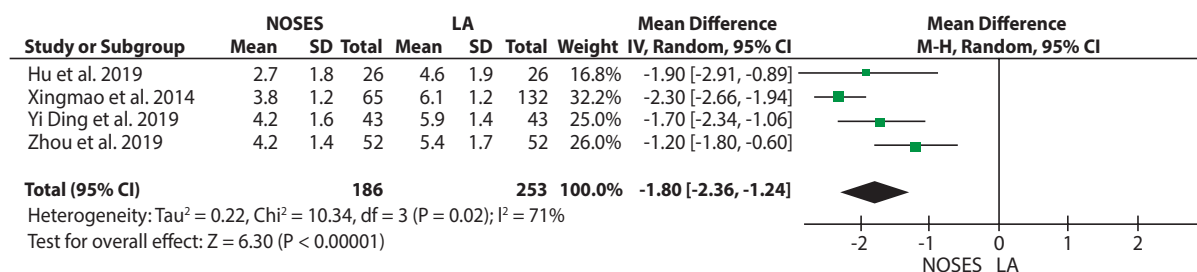 NOSES LA Mean Difference Mean Difference
Study or Subgroup Mean SD Total Mean SD Total Weight IV, Random, 95% CI M-H, Random, 95% CI
Hu et al. 2019 2.7 1.8 26 4.6 1.9 26 16.8% -1.90 [-2.91, -0.89]
Xingmao et al. 2014 3.8 1.2 65 6.1 1.2 132 32.2% -2.30 [-2.66, -1.94]
Yi Ding et al. 2019 4.2 1.6 43 5.9 1.4 43 25.0% -1.70 [-2.34, -1.06]
Zhou et al. 2019 4.2 1.4 52 5.4 1.7 52 26.0% -1.20 [-1.80, -0.60]
Total (95% CI) 186 253 100.0% -1.80 [-2.36, -1.24]
Heterogeneity: Tau² = 0.22, Chi² = 10.34, df = 3 (P = 0.02); I² = 71%
Test for overall effect: Z = 6.30 (P < 0.00001)
-2 -1 0 1 2
NOSES LA